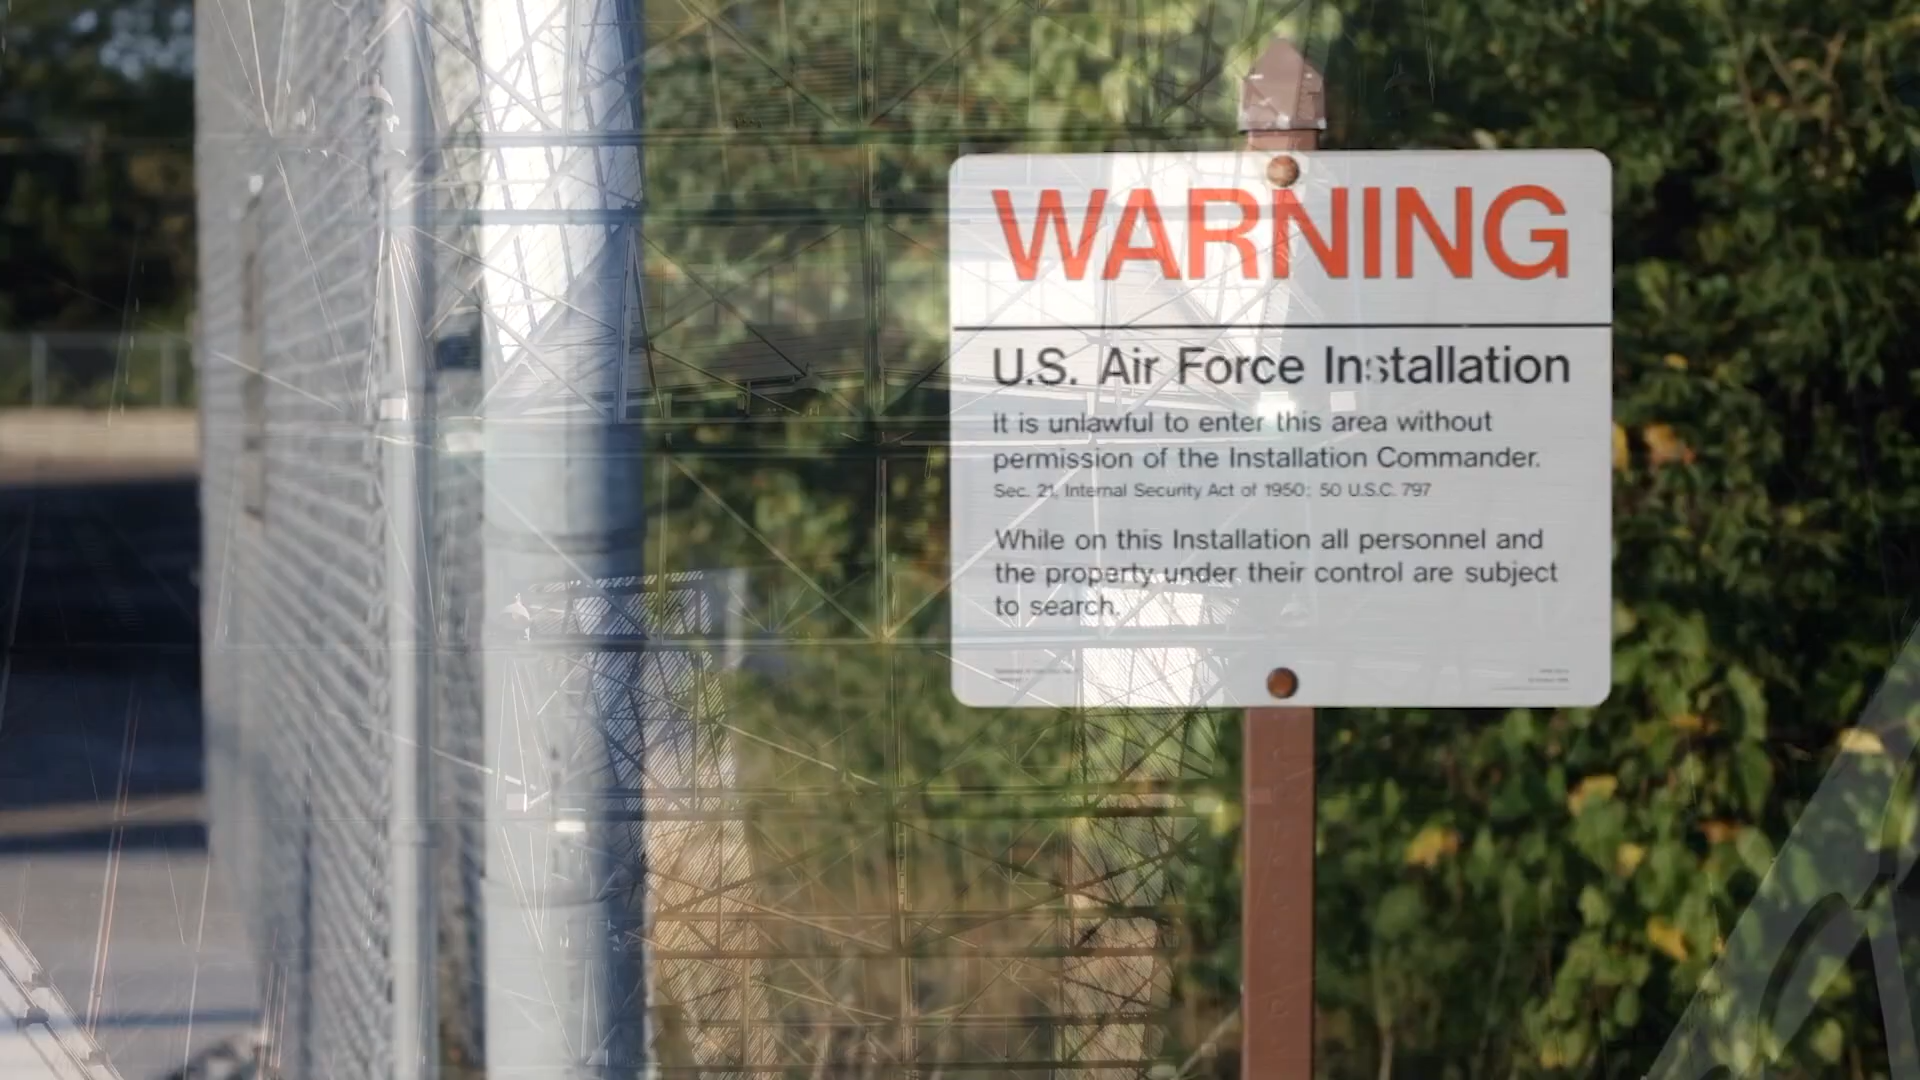 WARNING
U.S. Air Force Installation
It is unlawful to enter this area without
permission of the Installation Commander.
Sec. 21, Internal Security Act of 1950; 50 U.S.C. 797
While on this Installation all personnel and
the property under their control are subject
to search.